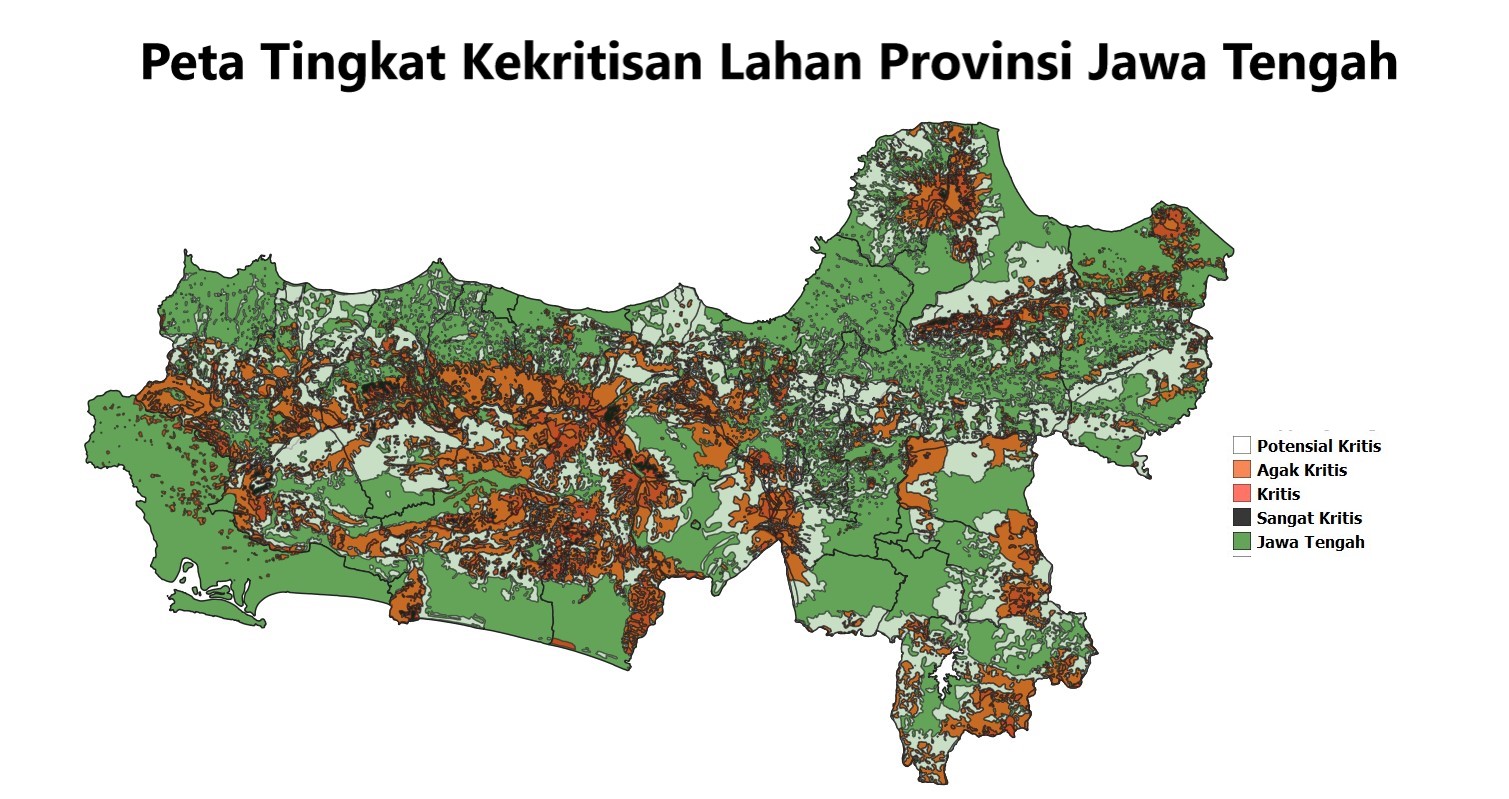 Peta Tingkat Kekritisan Lahan Provinsi Jawa Tengah
Potensial Kritis
Agak Kritis
Kritis
Sangat Kritis
Jawa Tengah